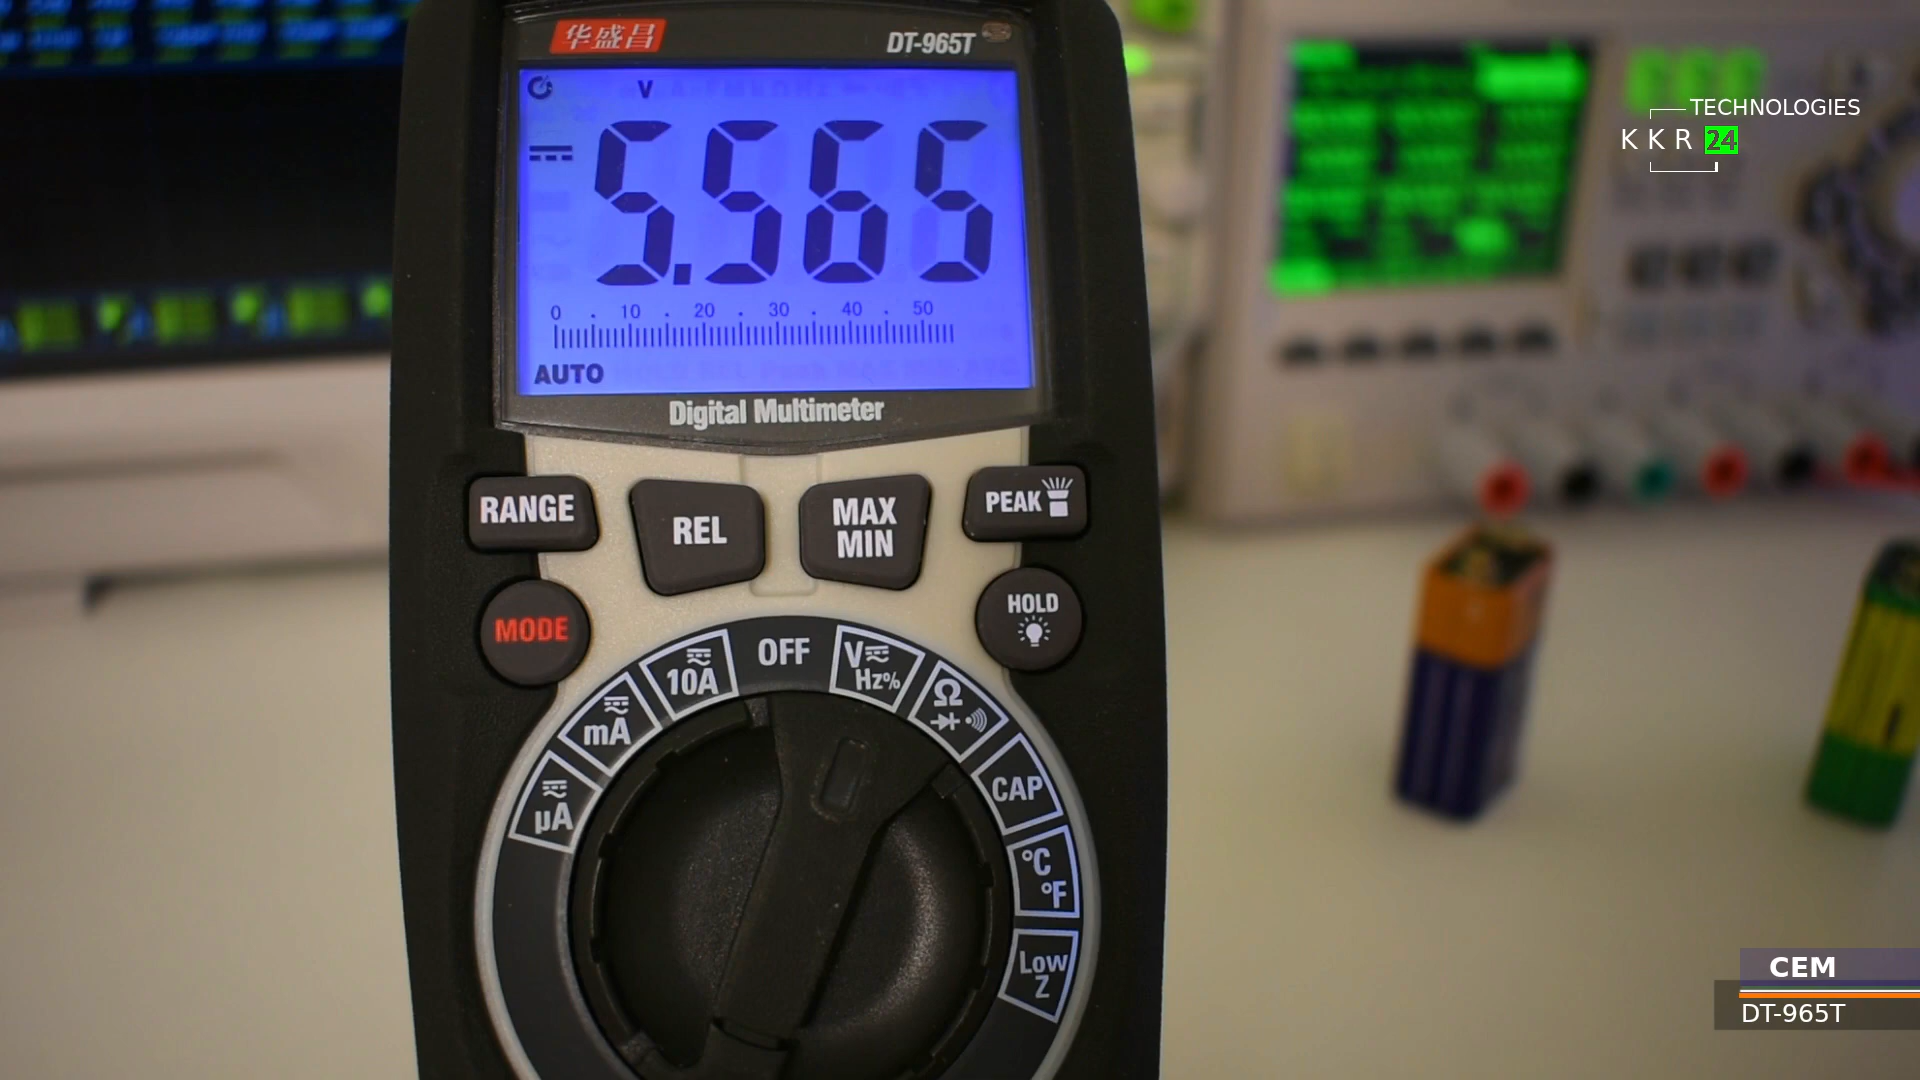 华盛昌
DT-965T
V
5.565
0 . 10 . 20 . 30 . 40 . 50
AUTO
Digital Multimeter
RANGE
REL
MAX
MIN
PEAK
MODE
HOLD
OFF
10A
mA
µA
V
Hz%
Ω
CAP
°C
°F
Low
Z
TECHNOLOGIES
KKR 24
CEM
DT-965T